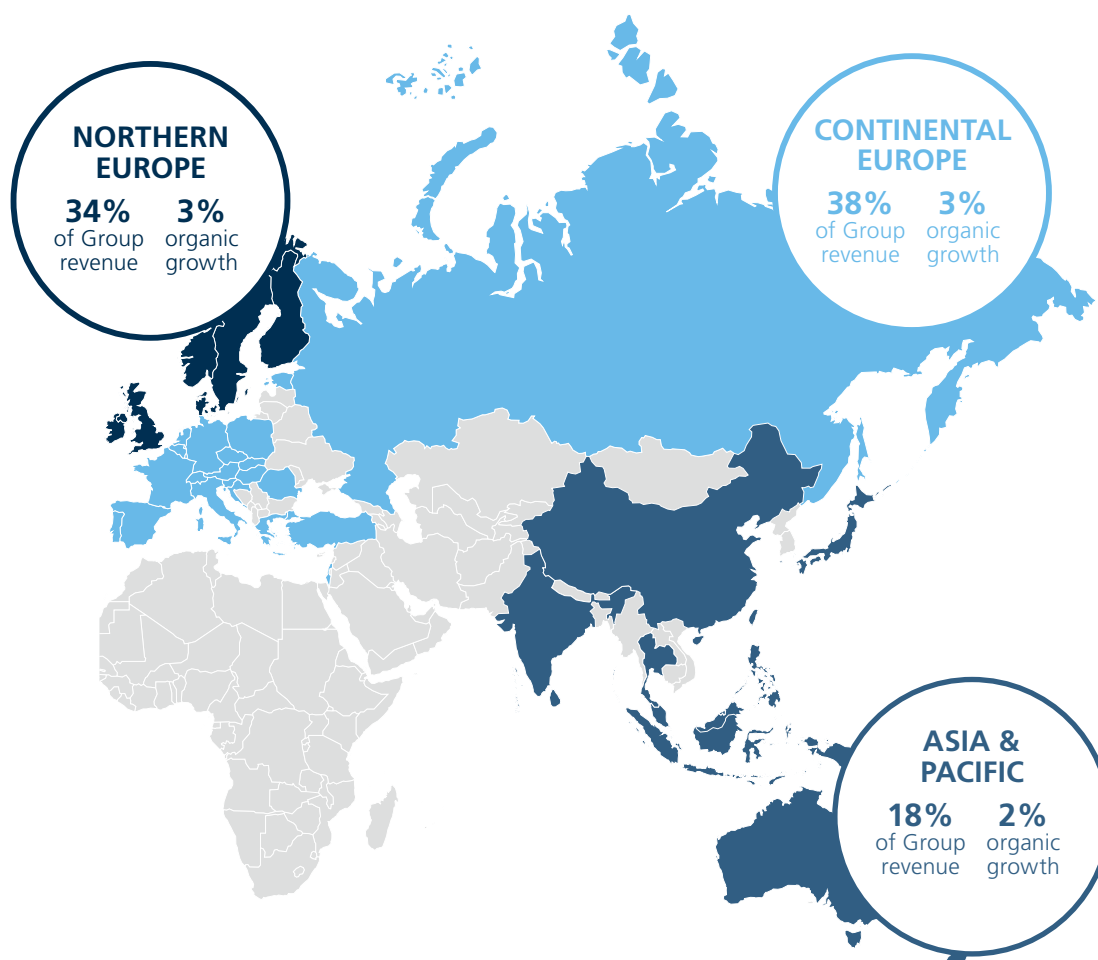 NORTHERN
EUROPE
34% 3%
of Group organic
revenue growth
CONTINENTAL
EUROPE
38% 3%
of Group organic
revenue growth
ASIA &
PACIFIC
18% 2%
of Group organic
revenue growth